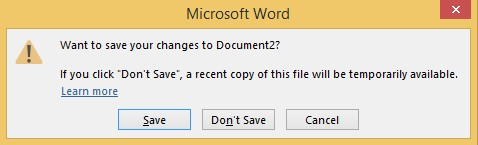 Microsoft Word
Want to save your changes to Document2?
If you click "Don't Save", a recent copy of this file will be temporarily available.
Learn more
Save Don't Save Cancel